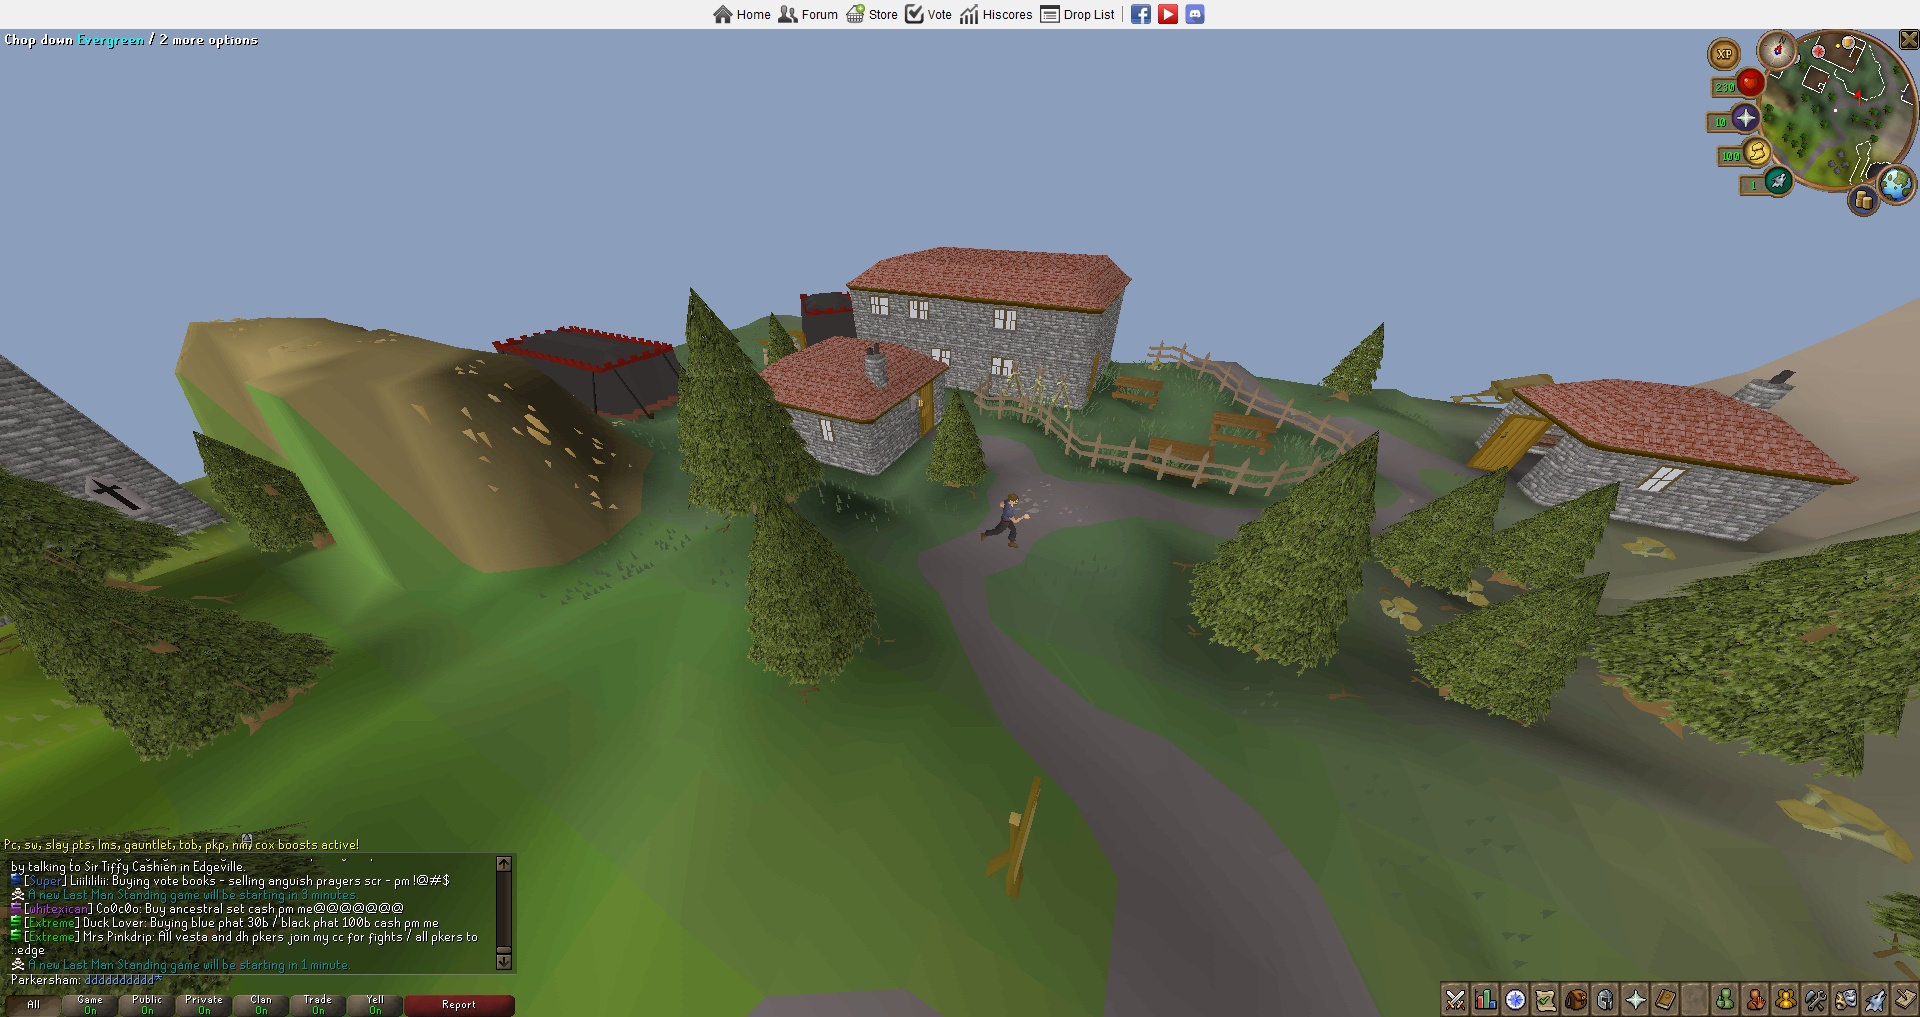 Home Forum Store Vote Hiscores Drop List
Chop down Evergreen / 2 more options
XP
230
10
100
1
Pc, sw, slay pts, lms, gauntlet, tob, pkp, nm, cox boosts active!
by talking to Sir Tiffy Cashien in Edgeville.
[Super] Liiilililii: Buying vote books - selling anguish prayers scr - pm !@#$
A new Last Man Standing game will be starting in 3 minutes.
[whitexican] Co0c0o: Buy ancestral set cash pm me@@@@@@@
[Extreme] Duck Lover: Buying blue phat 30b / black phat 100b cash pm me
[Extreme] Mrs Pinkdrip: All vesta and dh pkers join my cc for fights / all pkers to
::edge
A new Last Man Standing game will be starting in 1 minute.
Parkersham: dddddddddd*
All Game Public Private Clan Trade Yell Report
On On On On On On